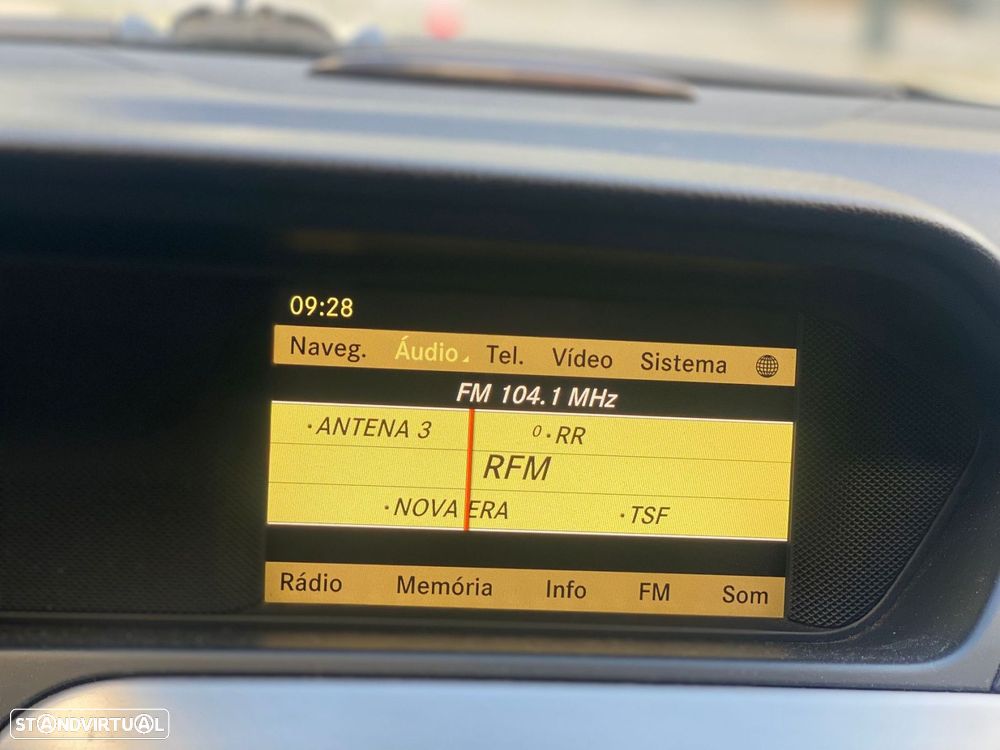 09:28
Naveg. Áudio Tel. Vídeo Sistema
FM 104.1 MHz
·ANTENA 3 0·RR
RFM
·NOVA ERA ·TSF
Rádio Memória Info FM Som
STANDVIRTUAL